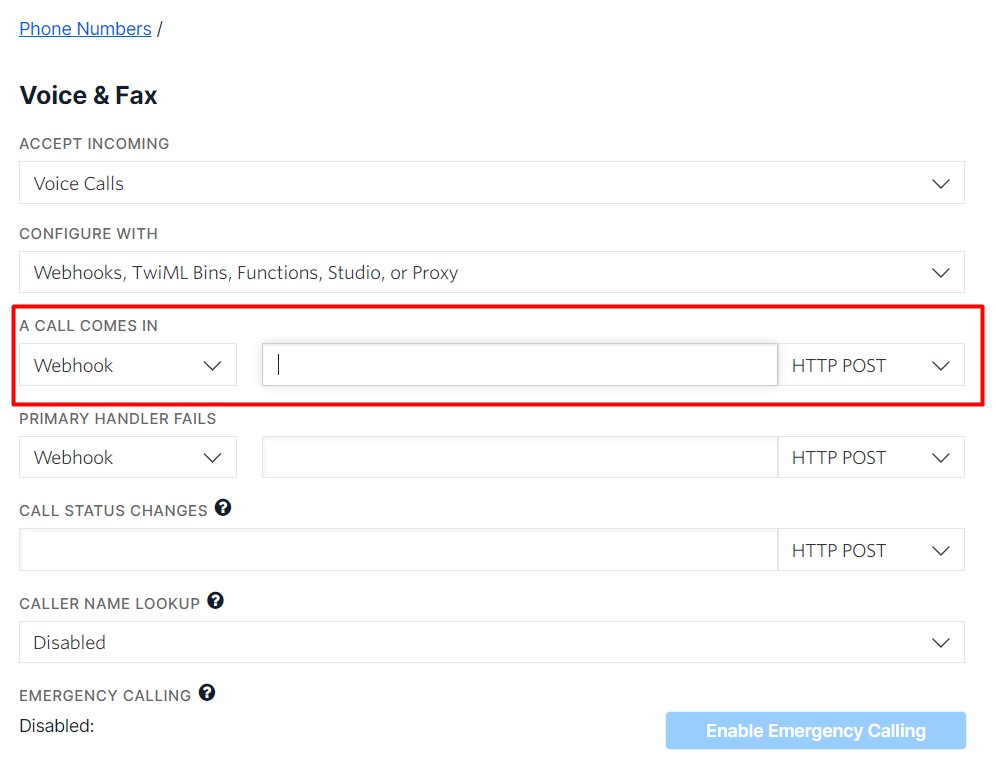 Phone Numbers /
Voice & Fax
ACCEPT INCOMING
Voice Calls
CONFIGURE WITH
Webhooks, TwiML Bins, Functions, Studio, or Proxy
A CALL COMES IN
Webhook HTTP POST
PRIMARY HANDLER FAILS
Webhook HTTP POST
CALL STATUS CHANGES ?
HTTP POST
CALLER NAME LOOKUP ?
Disabled
EMERGENCY CALLING ?
Disabled: Enable Emergency Calling